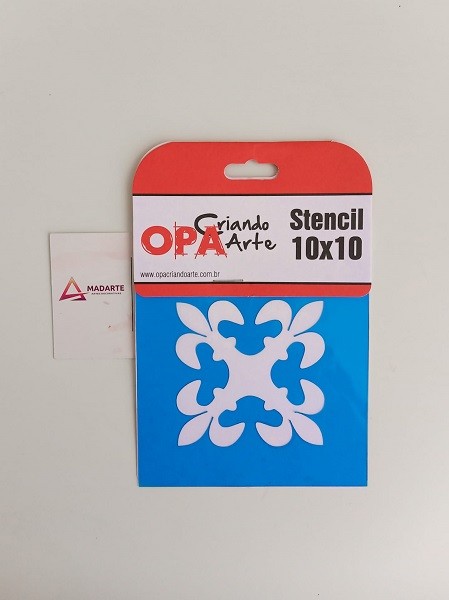 OPA
Criando
Arte
Stencil
10x10
www.opacriandoarte.com.br
MADARTE